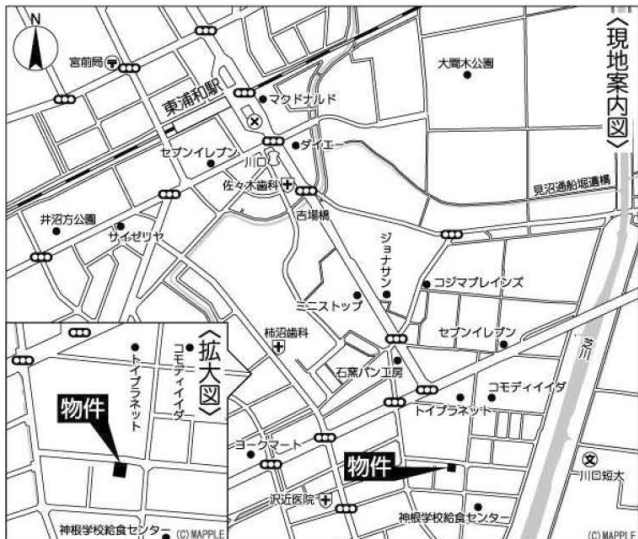 N
宮前局
東浦和駅
マクドナルド
大間木公園
〈現地案内図〉
ダイエー
セブンイレブン
川口
佐々木歯科
見沼通船堀遺構
井沼方公園
サイゼリヤ
吉場橋
ジョナサン
コジマブレインズ
ミニストップ
柿沼歯科
セブンイレブン
芝川
石窯パン工房
トイプラネット
コモディイイダ
ヨークマート
物件
川口短大
沢近医院
神根学校給食センター
(C)MAPPLE
〈拡大図〉
トイプラネット
コモディイイダ
物件
神根学校給食センター
(C)MAPPLE